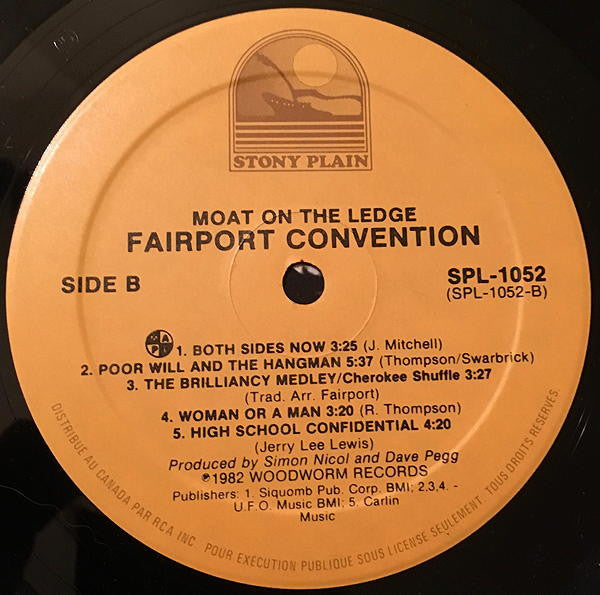 STONY PLAIN
MOAT ON THE LEDGE
FAIRPORT CONVENTION
SIDE B
SPL-1052
(SPL-1052-B)
M A P L
1. BOTH SIDES NOW 3:25 (J. Mitchell)
2. POOR WILL AND THE HANGMAN 5:37 (Thompson/Swarbrick)
3. THE BRILLIANCY MEDLEY/Cherokee Shuffle 3:27
(Trad. Arr. Fairport)
4. WOMAN OR A MAN 3:20 (R. Thompson)
5. HIGH SCHOOL CONFIDENTIAL 4:20
(Jerry Lee Lewis)
Produced by Simon Nicol and Dave Pegg
℗1982 WOODWORM RECORDS
Publishers: 1. Siquomb Pub. Corp. BMI; 2,3,4. -
U.F.O. Music BMI; 5. Carlin
Music
DISTRIBUE AU CANADA PAR RCA INC POUR EXECUTION PUBLIQUE SOUS LICENSE SEULEMENT. TOUS DROITS RESERVES